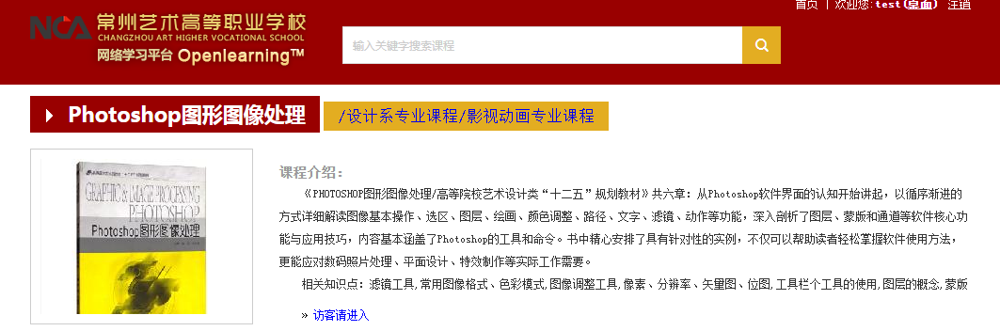 首页 | 欢迎您:test(桌面) 注销
NCA 常州艺术高等职业学校
CHANGZHOU ART HIGHER VOCATIONAL SCHOOL
网络学习平台 Openlearning™
输入关键字搜索课程
Photoshop图形图像处理
/设计系专业课程/影视动画专业课程
GRAPHIC & IMAGE PROCESSING
PHOTOSHOP
Photoshop图形图像处理
课程介绍：
《PHOTOSHOP图形图像处理/高等院校艺术设计类“十二五”规划教材》共六章：从Photoshop软件界面的认知开始讲起，以循序渐进的
方式详细解读图像基本操作、选区、图层、绘画、颜色调整、路径、文字、滤镜、动作等功能，深入剖析了图层、蒙版和通道等软件核心功
能与应用技巧，内容基本涵盖了Photoshop的工具和命令。书中精心安排了具有针对性的实例，不仅可以帮助读者轻松掌握软件使用方法，
更能应对数码照片处理、平面设计、特效制作等实际工作需要。
相关知识点：滤镜工具,常用图像格式、色彩模式,图像调整工具,像素、分辨率、矢量图、位图,工具栏个工具的使用,图层的概念,蒙版
» 访客请进入